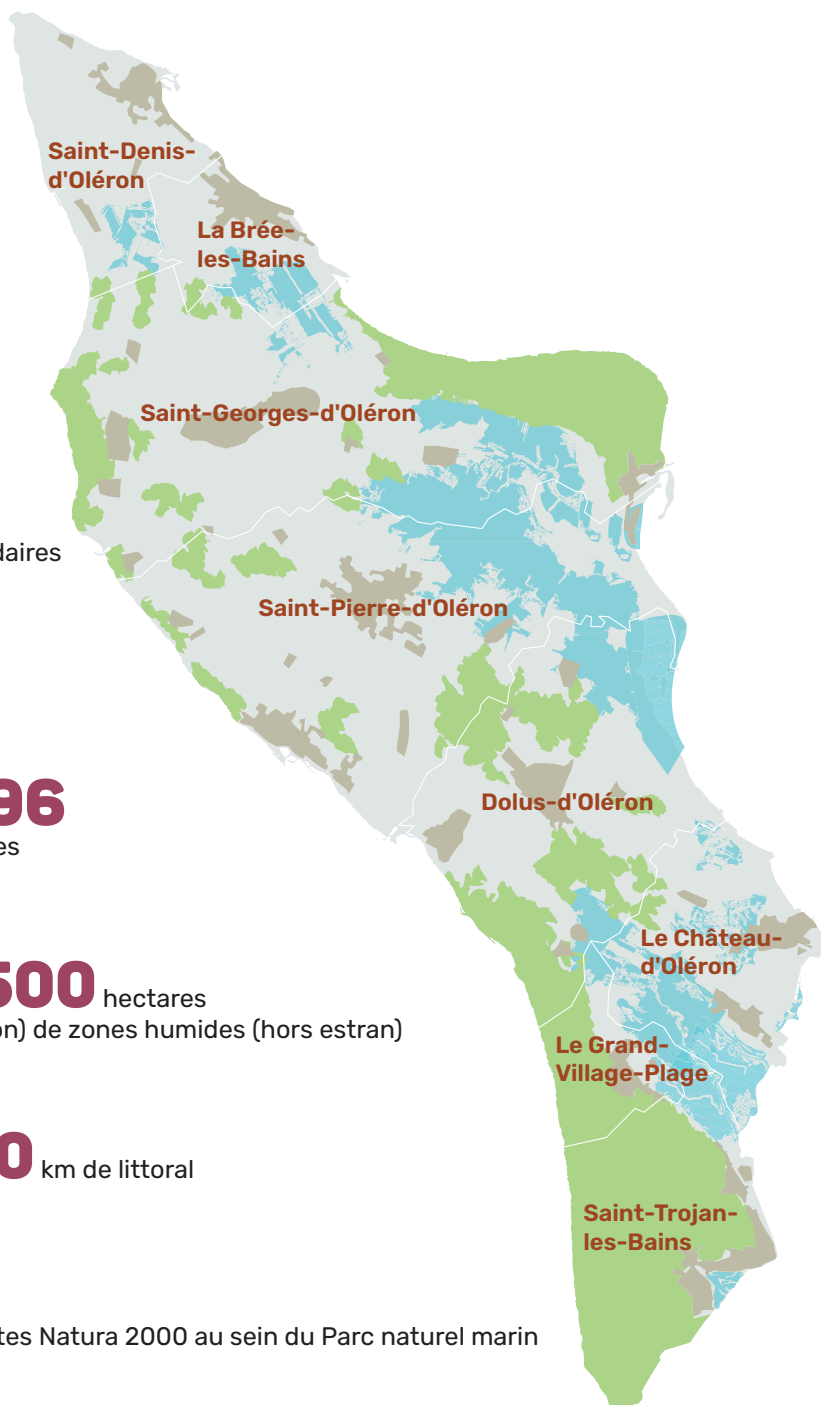 Saint-Denis-
d'Oléron
La Brée-
les-Bains
Saint-Georges-d'Oléron
daires
Saint-Pierre-d'Oléron
96
es
Dolus-d'Oléron
Le Château-
d'Oléron
500 hectares
on) de zones humides (hors estran)
Le Grand-
Village-Plage
0 km de littoral
Saint-Trojan-
les-Bains
tes Natura 2000 au sein du Parc naturel marin